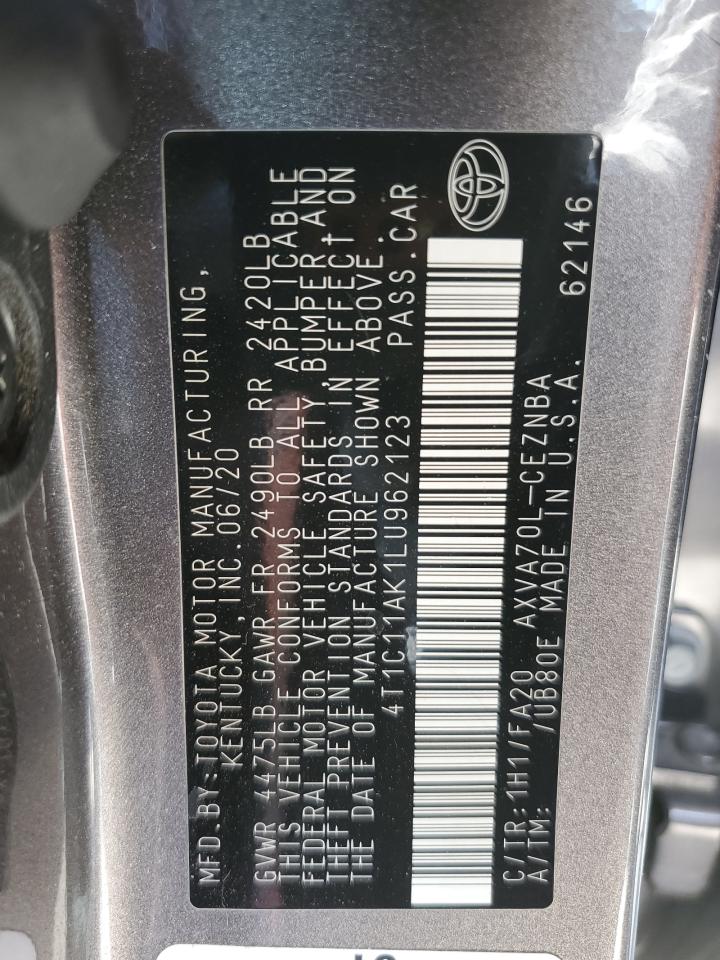 MFD.BY:TOYOTA MOTOR MANUFACTURING,
KENTUCKY,INC.06/20
GVWR 4475LB GAWR FR 2490LB RR 2420LB
THIS VEHICLE CONFORMS TO ALL APPLICABLE
FEDERAL MOTOR VEHICLE SAFETY,BUMPER AND
THEFT PREVENTION STANDARDS IN EFFECT ON
THE DATE OF MANUFACTURE SHOWN ABOVE.
4T1C11AK1LU962123 PASS.CAR
C/TR:1H1/FA20 AXVA70L-CEZNBA
A/TM: /UB80E MADE IN U.S.A. 62146